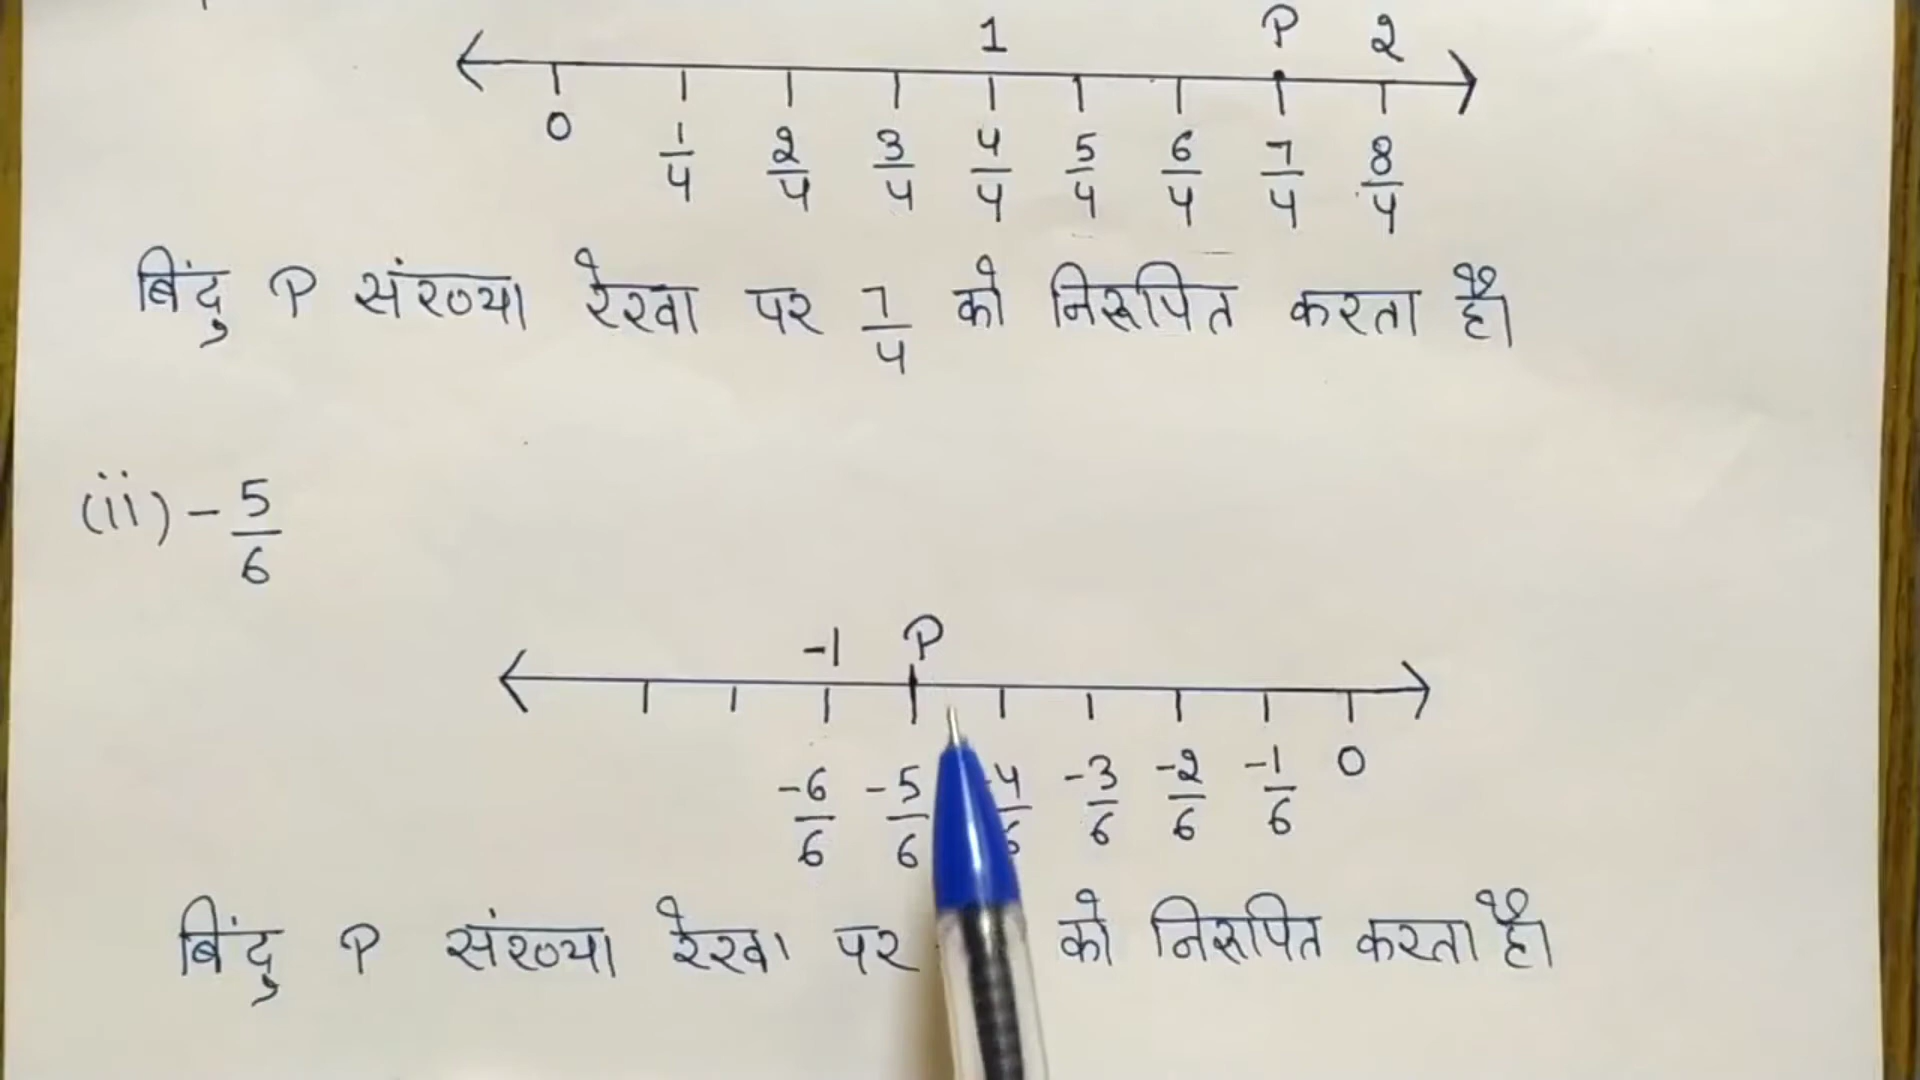 1 P 2
0 1/4 2/4 3/4 4/4 5/4 6/4 7/4 8/4
बिंदु P संख्या रेखा पर 7/4 को निरूपित करता है।
(ii) -5/6
-1 P
-6/6 -5/6 -3/6 -2/6 -1/6 0
बिंदु P संख्या रेखा पर को निरूपित करता है।